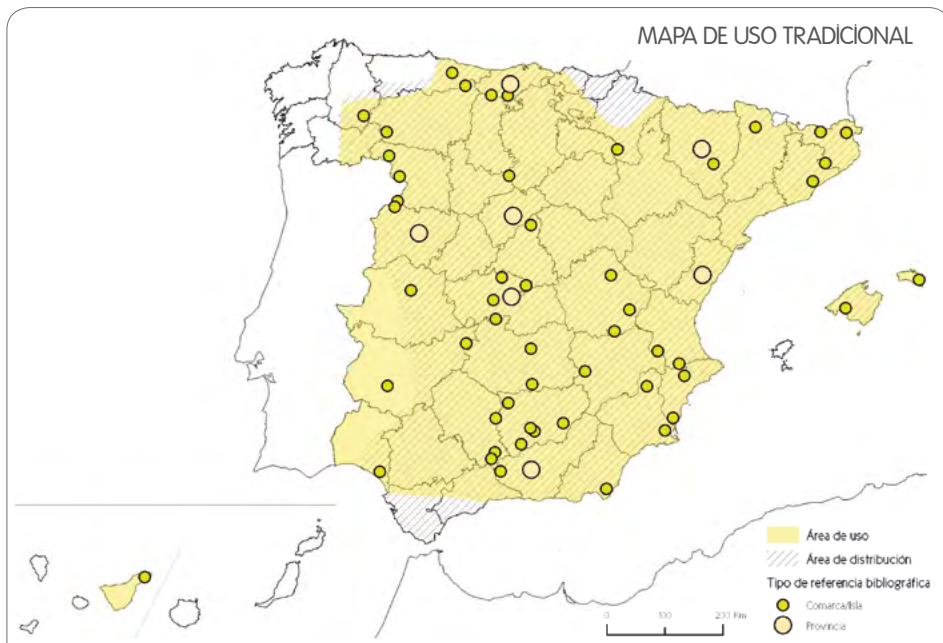 MAPA DE USO TRADICIONAL
Área de uso
Área de distribución
Tipo de referencia bibliográfica
Comarca/Isla
Provincia
0 100 200 Km